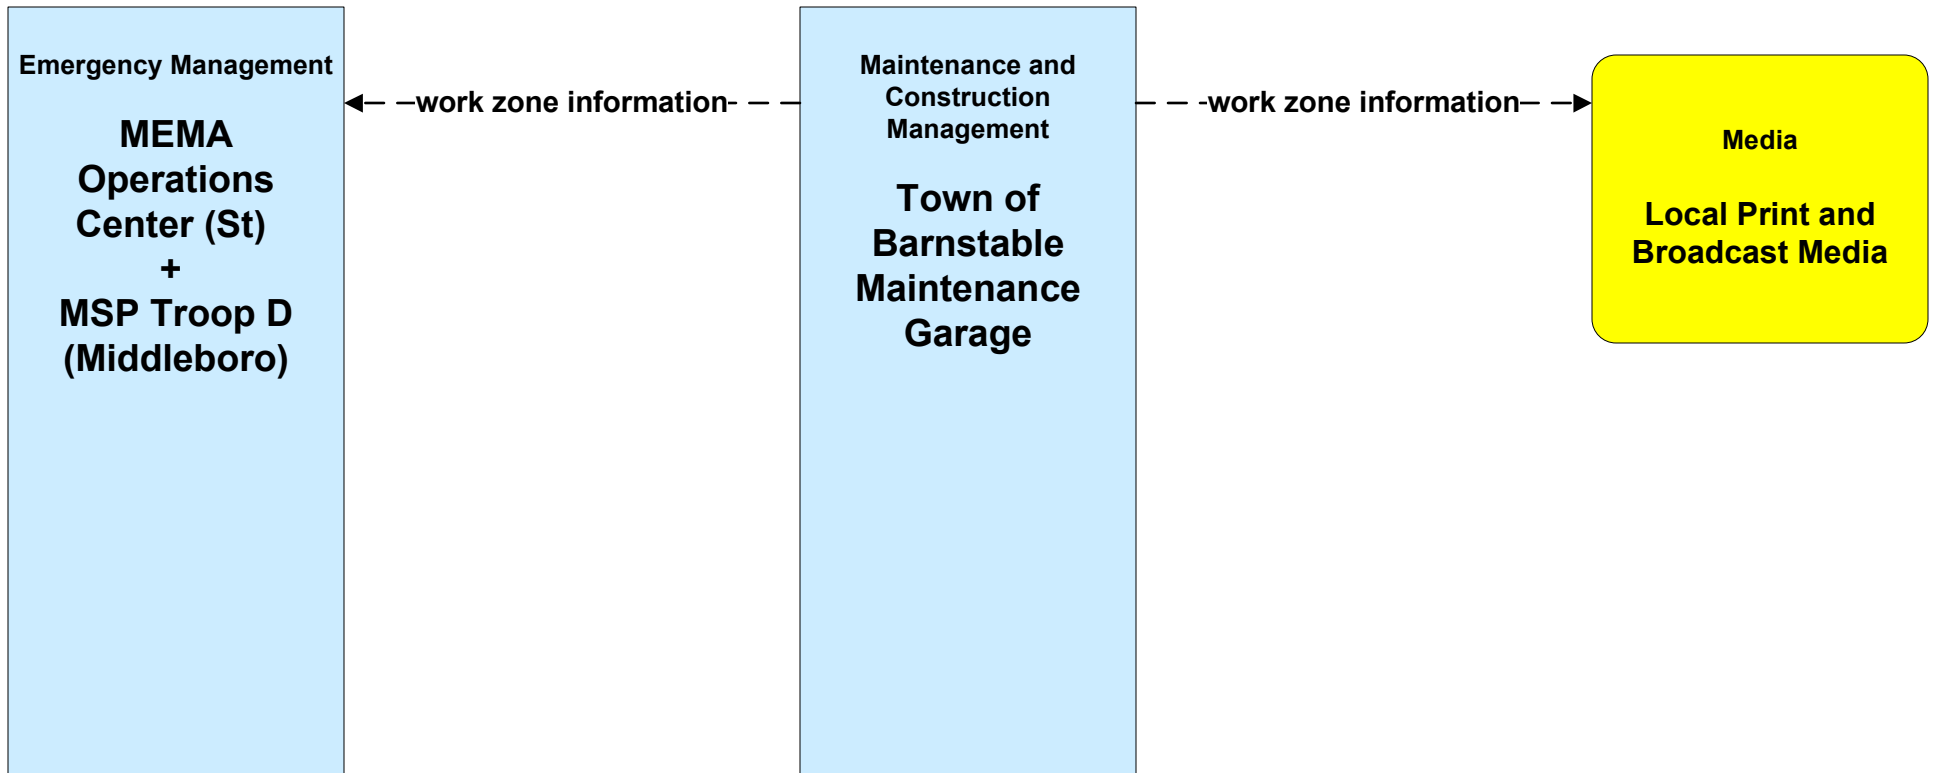 Emergency Management
MEMA
Operations
Center (St)
+
MSP Troop D
(Middleboro)
work zone information
Maintenance and
Construction
Management
Town of
Barnstable
Maintenance
Garage
work zone information
Media
Local Print and
Broadcast Media